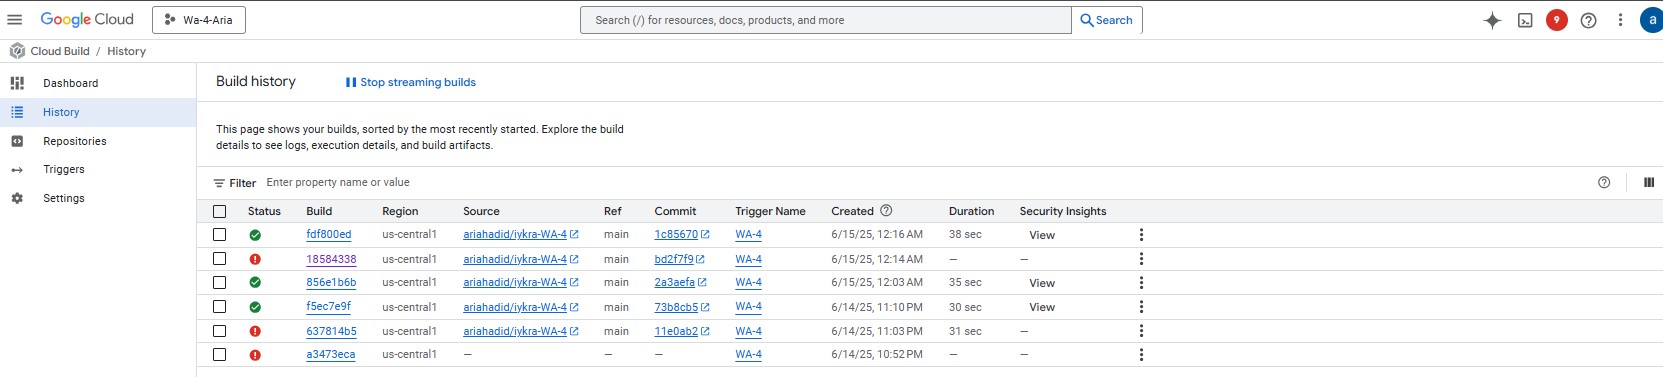 Google Cloud Wa-4-Aria Search (/) for resources, docs, products, and more Search 9 a
Cloud Build / History
Dashboard
History
Repositories
Triggers
Settings
Build history Stop streaming builds
This page shows your builds, sorted by the most recently started. Explore the build
details to see logs, execution details, and build artifacts.
Filter Enter property name or value
Status Build Region Source Ref Commit Trigger Name Created Duration Security Insights
fdf800ed us-central1 ariahadid/iykra-WA-4 main 1c85670 WA-4 6/15/25, 12:16 AM 38 sec View
18584338 us-central1 ariahadid/iykra-WA-4 main bd2f7f9 WA-4 6/15/25, 12:14 AM — —
856e1b6b us-central1 ariahadid/iykra-WA-4 main 2a3aefa WA-4 6/15/25, 12:03 AM 35 sec View
f5ec7e9f us-central1 ariahadid/iykra-WA-4 main 73b8cb5 WA-4 6/14/25, 11:10 PM 30 sec View
637814b5 us-central1 ariahadid/iykra-WA-4 main 11e0ab2 WA-4 6/14/25, 11:03 PM 31 sec —
a3473eca us-central1 — — — WA-4 6/14/25, 10:52 PM — —